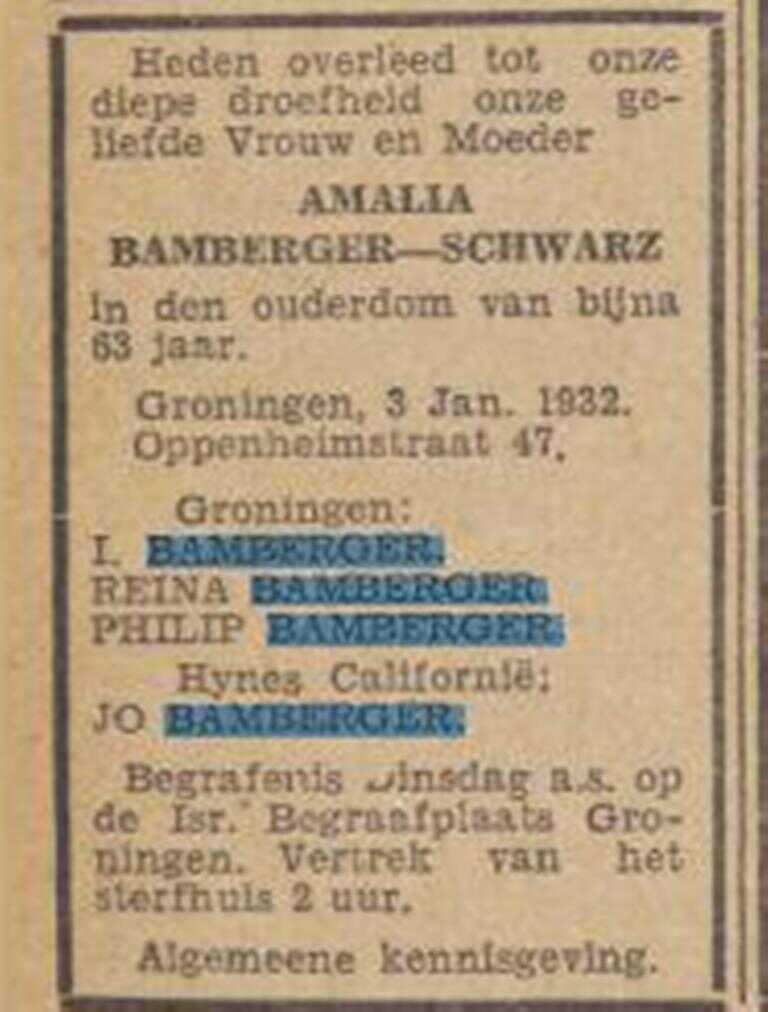 Heden overleed tot onze
diepe droefheid onze ge-
liefde Vrouw en Moeder
AMALIA
BAMBERGER—SCHWARZ
in den ouderdom van bijna
63 jaar.
Groningen, 3 Jan. 1932.
Oppenheimstraat 47.
Groningen:
I. BAMBERGER.
REINA BAMBERGER
PHILIP BAMBERGER.
Hynes Californië:
JO BAMBERGER.
Begrafenis Dinsdag a.s. op
de Isr. Begraafplaats Gro-
ningen. Vertrek van het
sterfhuis 2 uur.
Algemeene kennisgeving.